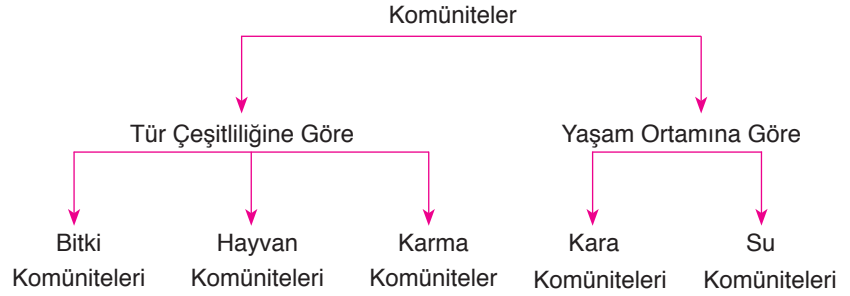 Komüniteler
Tür Çeşitliliğine Göre
Yaşam Ortamına Göre
Bitki
Komüniteleri
Hayvan
Komüniteleri
Karma
Komüniteler
Kara
Komüniteleri
Su
Komüniteleri